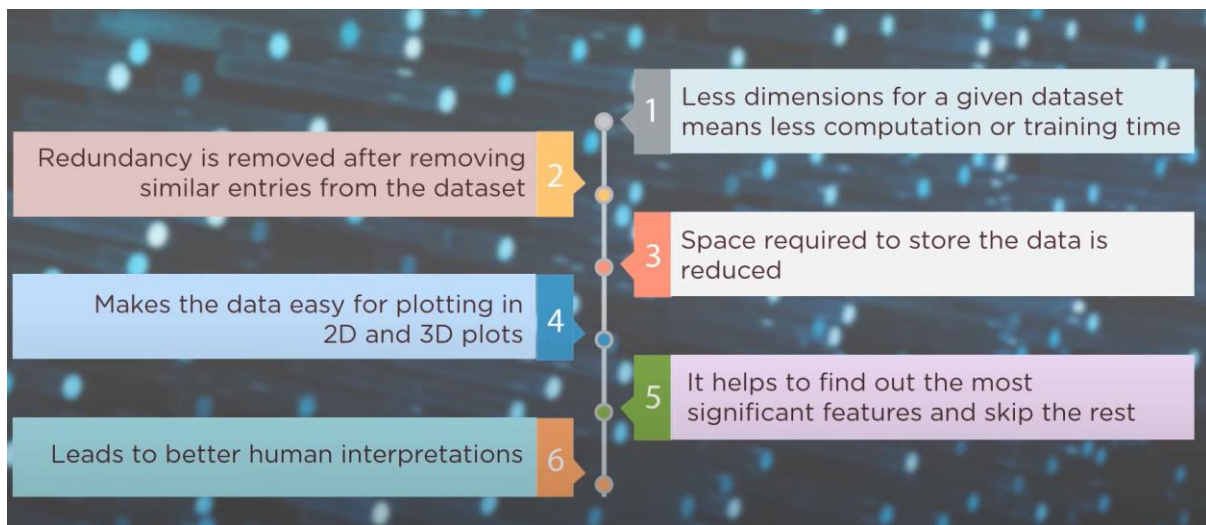 1
Less dimensions for a given dataset
means less computation or training time
2
Redundancy is removed after removing
similar entries from the dataset
3
Space required to store the data is
reduced
4
Makes the data easy for plotting in
2D and 3D plots
5
It helps to find out the most
significant features and skip the rest
6
Leads to better human interpretations